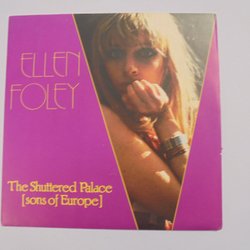 ELLEN
FOLEY
The Shuttered Palace
[sons of Europe]